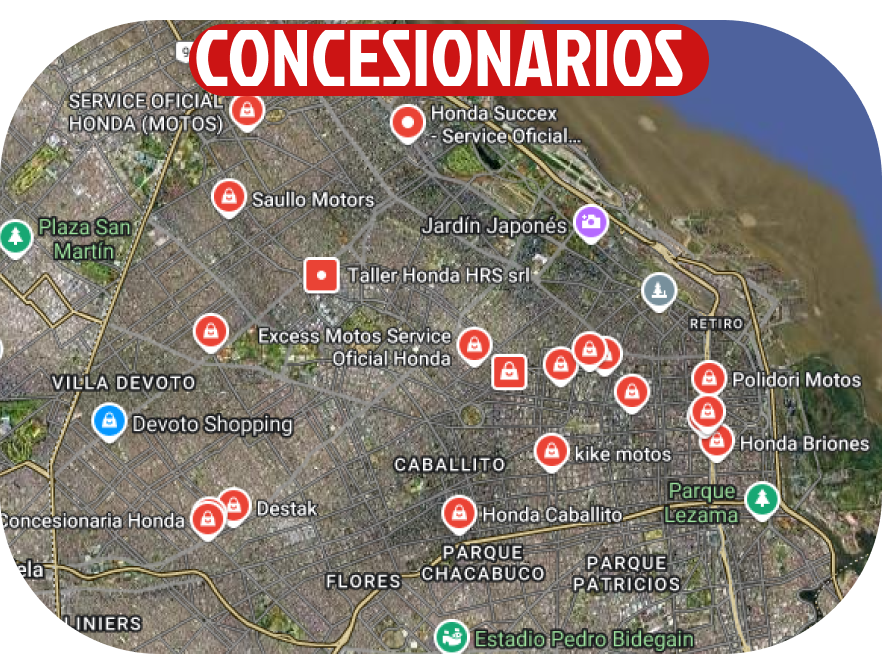 CONCESIONARIOS
9
SERVICE OFICIAL
HONDA (MOTOS)
Honda Succex
- Service Oficial...
Saullo Motors
Plaza San
Martín
Jardín Japonés
Taller Honda HRS srl
RETIRO
Excess Motos Service
Oficial Honda
VILLA DEVOTO
Polidori Motos
Devoto Shopping
Honda Briones
kike motos
CABALLITO
Parque
Lezama
Destak
Concesionaria Honda
Honda Caballito
PARQUE
CHACABUCO
PARQUE
PATRICIOS
ela
FLORES
LINIERS
Estadio Pedro Bidegain